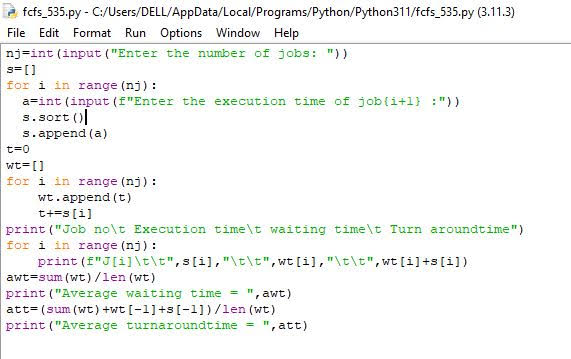 fcfs_535.py - C:/Users/DELL/AppData/Local/Programs/Python/Python311/fcfs_535.py (3.11.3)
File Edit Format Run Options Window Help
nj=int(input("Enter the number of jobs: "))
s=[]
for i in range(nj):
  a=int(input(f"Enter the execution time of job{i+1} :"))
  s.sort()
  s.append(a)
t=0
wt=[]
for i in range(nj):
    wt.append(t)
    t+=s[i]
print("Job no\t Execution time\t waiting time\t Turn aroundtime")
for i in range(nj):
    print(f"J[i]\t\t",s[i],"\t\t",wt[i],"\t\t",wt[i]+s[i])
awt=sum(wt)/len(wt)
print("Average waiting time = ",awt)
att=(sum(wt)+wt[-1]+s[-1])/len(wt)
print("Average turnaroundtime = ",att)